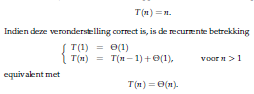 T(n) = n.
Indien deze veronderstelling correct is, is de recurrente betrekking
{ T(1) = Θ(1)
T(n) = T(n − 1) + Θ(1), voor n > 1
equivalent met
T(n) = Θ(n).